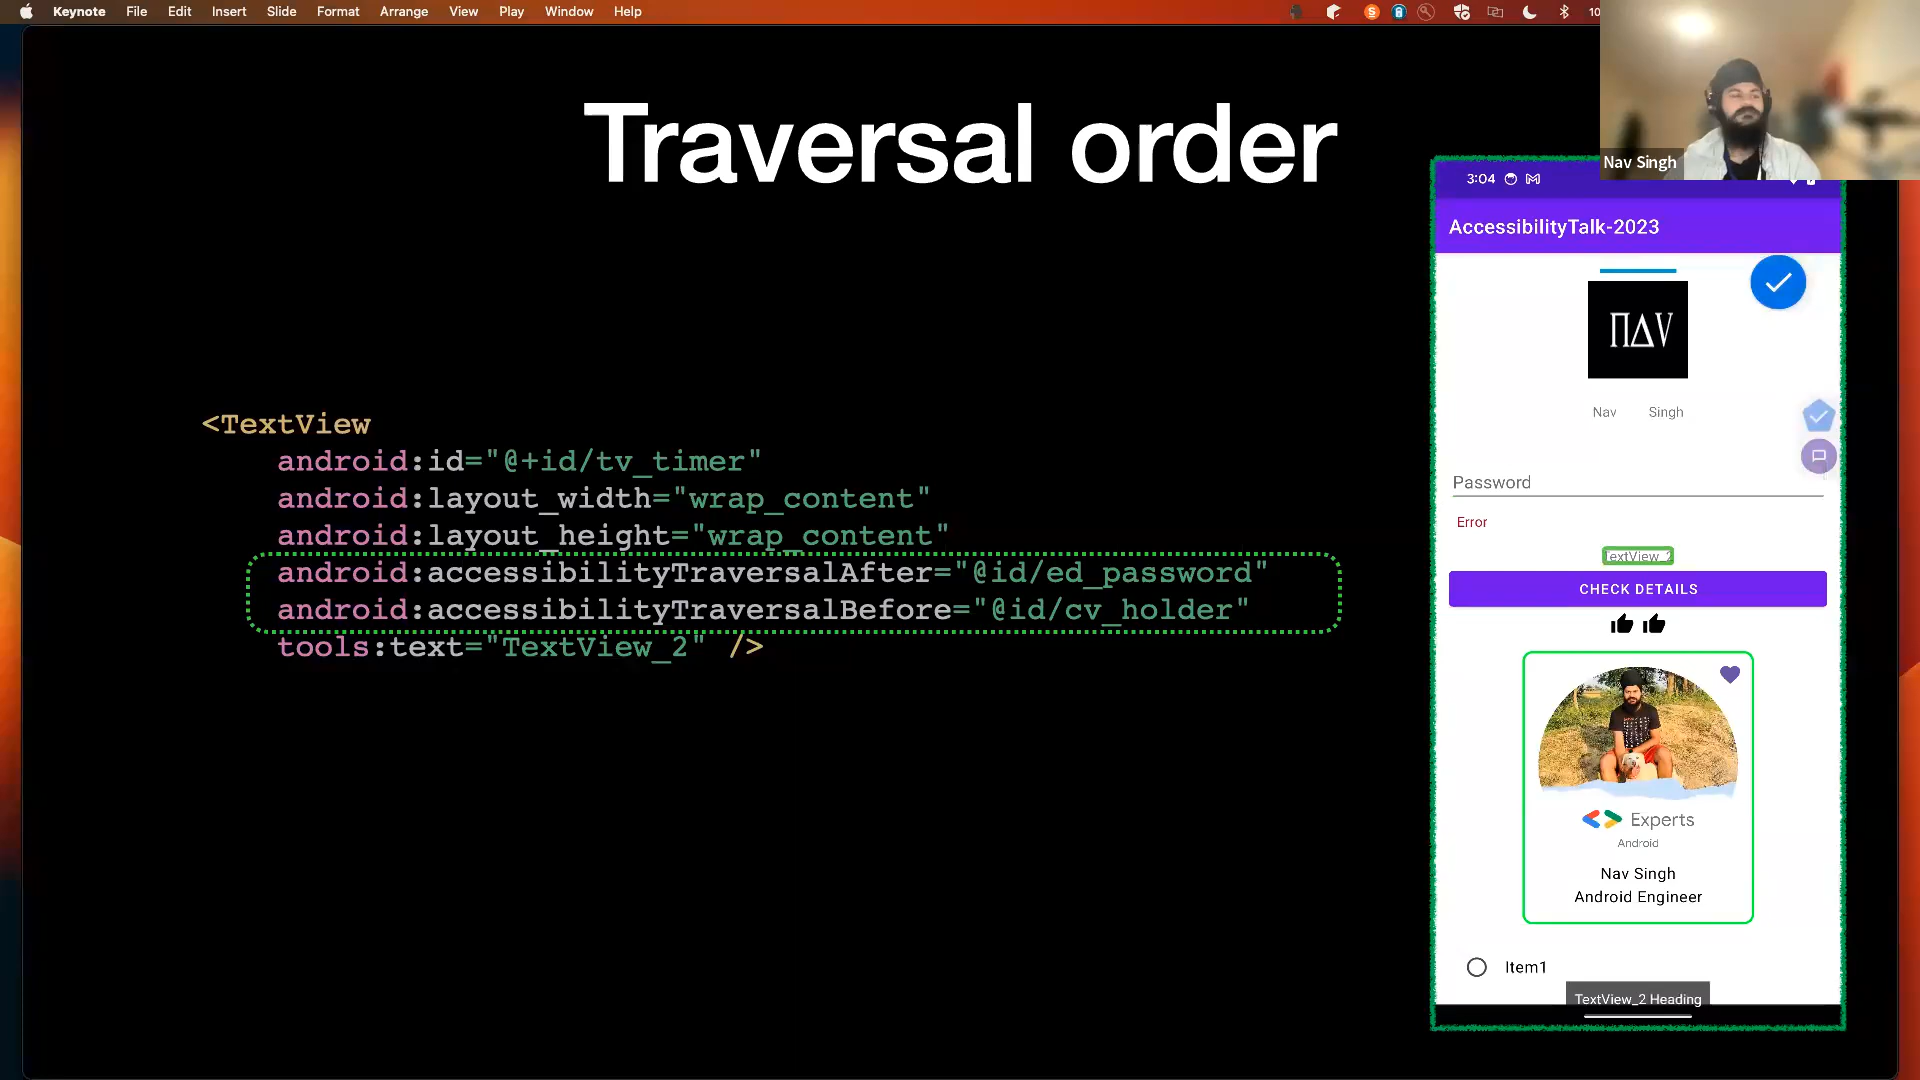 Keynote File Edit Insert Slide Format Arrange View Play Window Help
Nav Singh
Traversal order
<TextView
android:id="@+id/tv_timer"
android:layout_width="wrap_content"
android:layout_height="wrap_content"
android:accessibilityTraversalAfter="@id/ed_password"
android:accessibilityTraversalBefore="@id/cv_holder"
tools:text="TextView_2" />
3:04
AccessibilityTalk-2023
ΠΔV
Nav Singh
Password
Error
TextView_2
CHECK DETAILS
Experts
Android
Nav Singh
Android Engineer
Item1
TextView_2 Heading